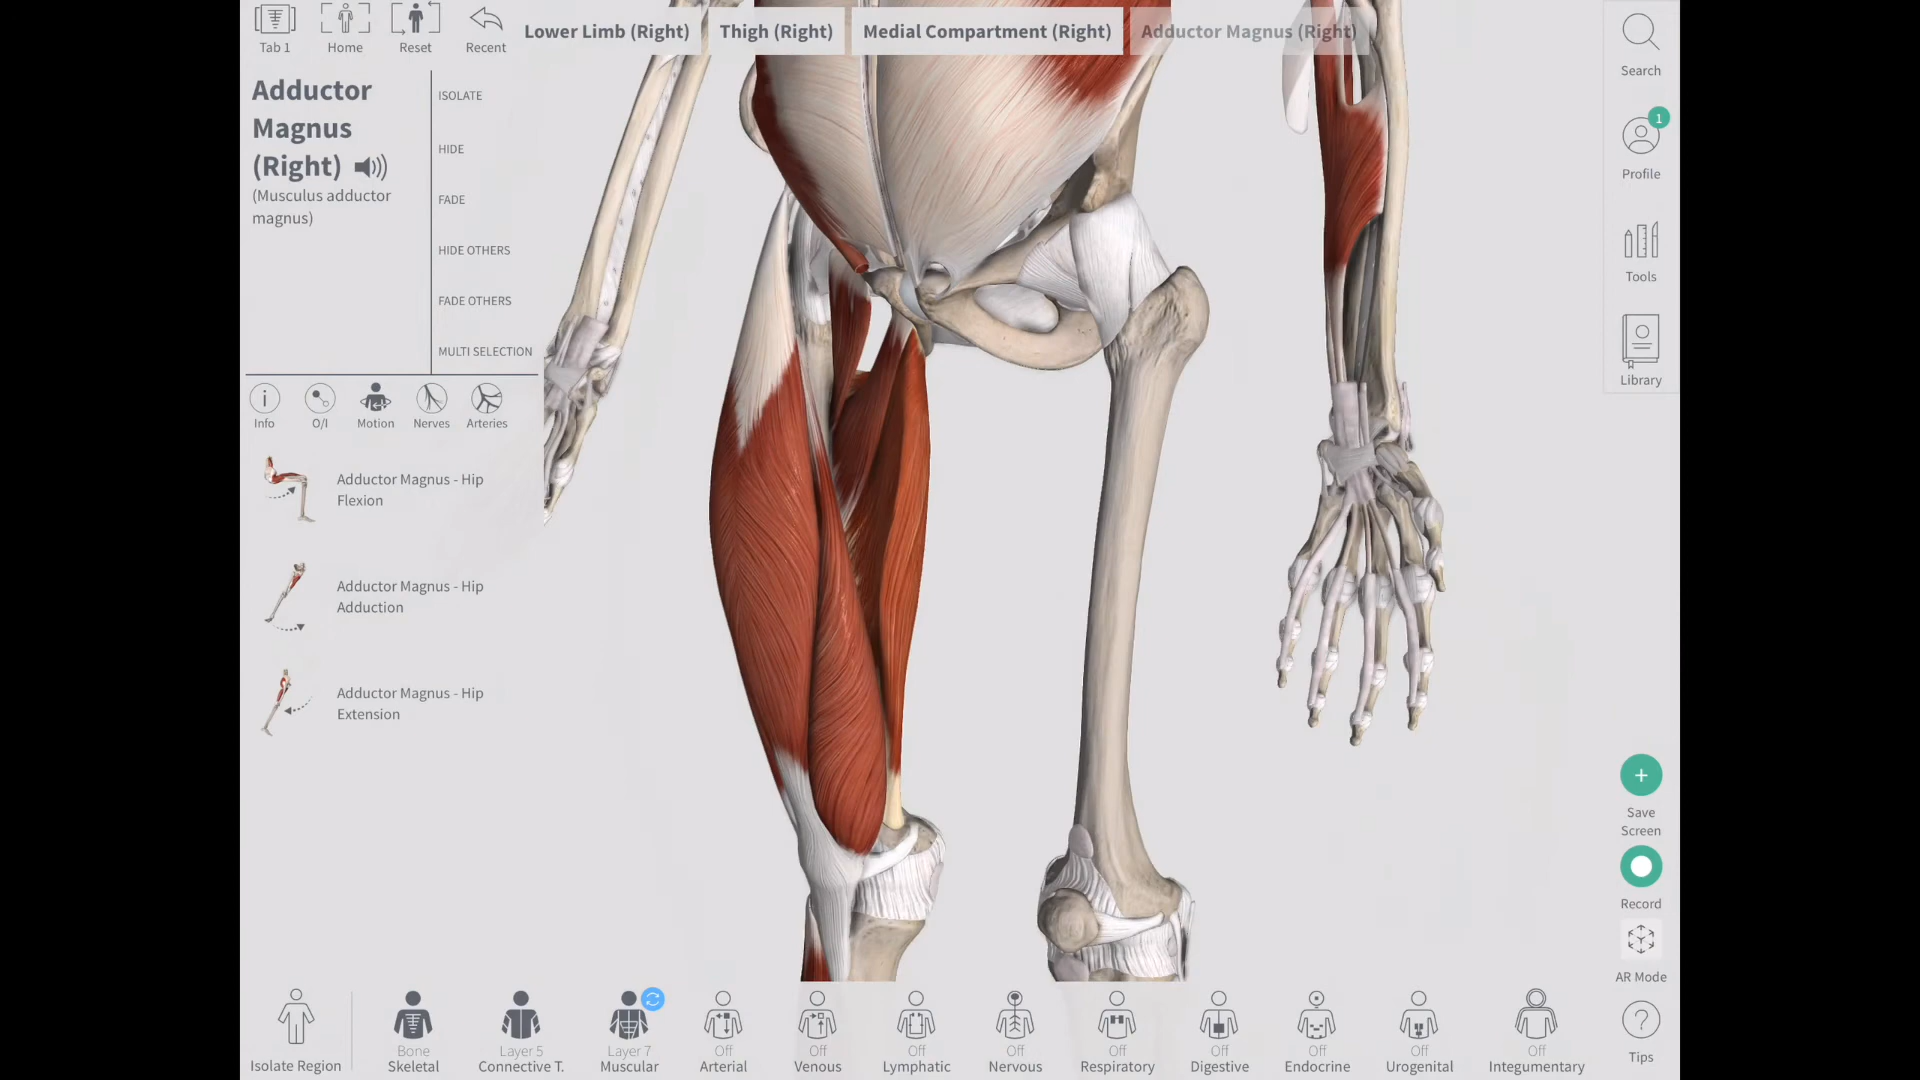 Tab 1
Home
Reset
Recent
Lower Limb (Right)
Thigh (Right)
Medial Compartment (Right)
Adductor Magnus (Right)
Adductor
Magnus
(Right)
(Musculus adductor
magnus)
ISOLATE
HIDE
FADE
HIDE OTHERS
FADE OTHERS
MULTI SELECTION
Info
O/I
Motion
Nerves
Arteries
Adductor Magnus - Hip
Flexion
Adductor Magnus - Hip
Adduction
Adductor Magnus - Hip
Extension
Search
1
Profile
Tools
Library
Save
Screen
Record
AR Mode
Tips
Isolate Region
Bone
Skeletal
Layer 5
Connective T.
Layer 7
Muscular
Off
Arterial
Off
Venous
Off
Lymphatic
Off
Nervous
Off
Respiratory
Off
Digestive
Off
Endocrine
Off
Urogenital
Off
Integumentary